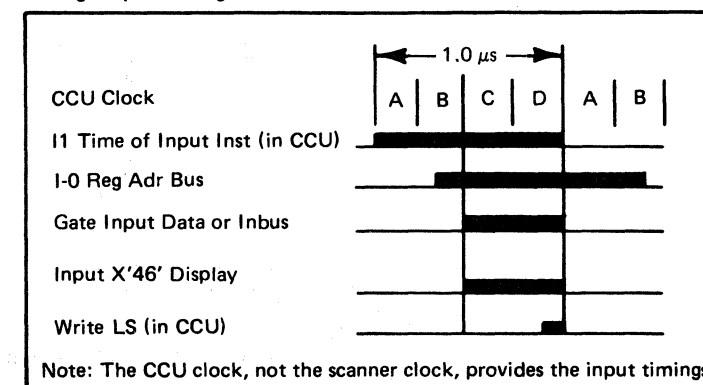 1.0 μs
CCU Clock A B C D A B
I1 Time of Input Inst (in CCU)
I-0 Reg Adr Bus
Gate Input Data or Inbus
Input X'46' Display
Write LS (in CCU)
Note: The CCU clock, not the scanner clock, provides the input timings